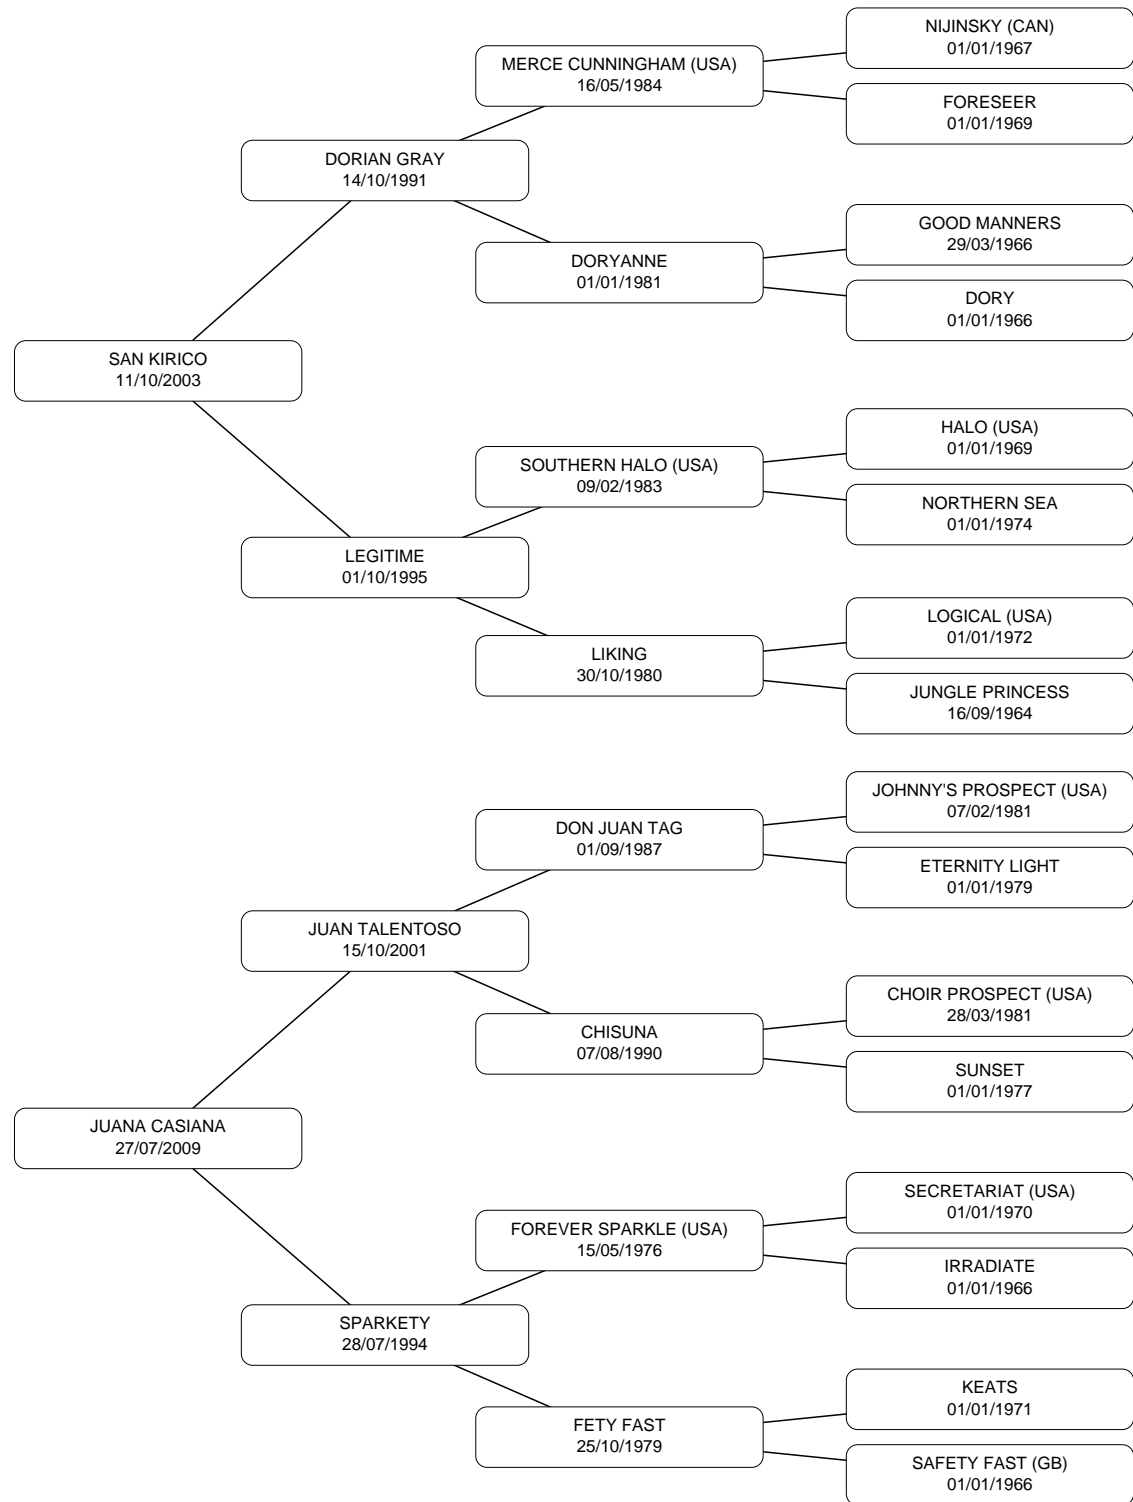 NIJINSKY (CAN)
01/01/1967
MERCE CUNNINGHAM (USA)
16/05/1984
FORESEER
01/01/1969
DORIAN GRAY
14/10/1991
GOOD MANNERS
29/03/1966
DORYANNE
01/01/1981
DORY
01/01/1966
SAN KIRICO
11/10/2003
HALO (USA)
01/01/1969
SOUTHERN HALO (USA)
09/02/1983
NORTHERN SEA
01/01/1974
LEGITIME
01/10/1995
LOGICAL (USA)
01/01/1972
LIKING
30/10/1980
JUNGLE PRINCESS
16/09/1964
JOHNNY'S PROSPECT (USA)
07/02/1981
DON JUAN TAG
01/09/1987
ETERNITY LIGHT
01/01/1979
JUAN TALENTOSO
15/10/2001
CHOIR PROSPECT (USA)
28/03/1981
CHISUNA
07/08/1990
SUNSET
01/01/1977
JUANA CASIANA
27/07/2009
SECRETARIAT (USA)
01/01/1970
FOREVER SPARKLE (USA)
15/05/1976
IRRADIATE
01/01/1966
SPARKETY
28/07/1994
KEATS
01/01/1971
FETY FAST
25/10/1979
SAFETY FAST (GB)
01/01/1966